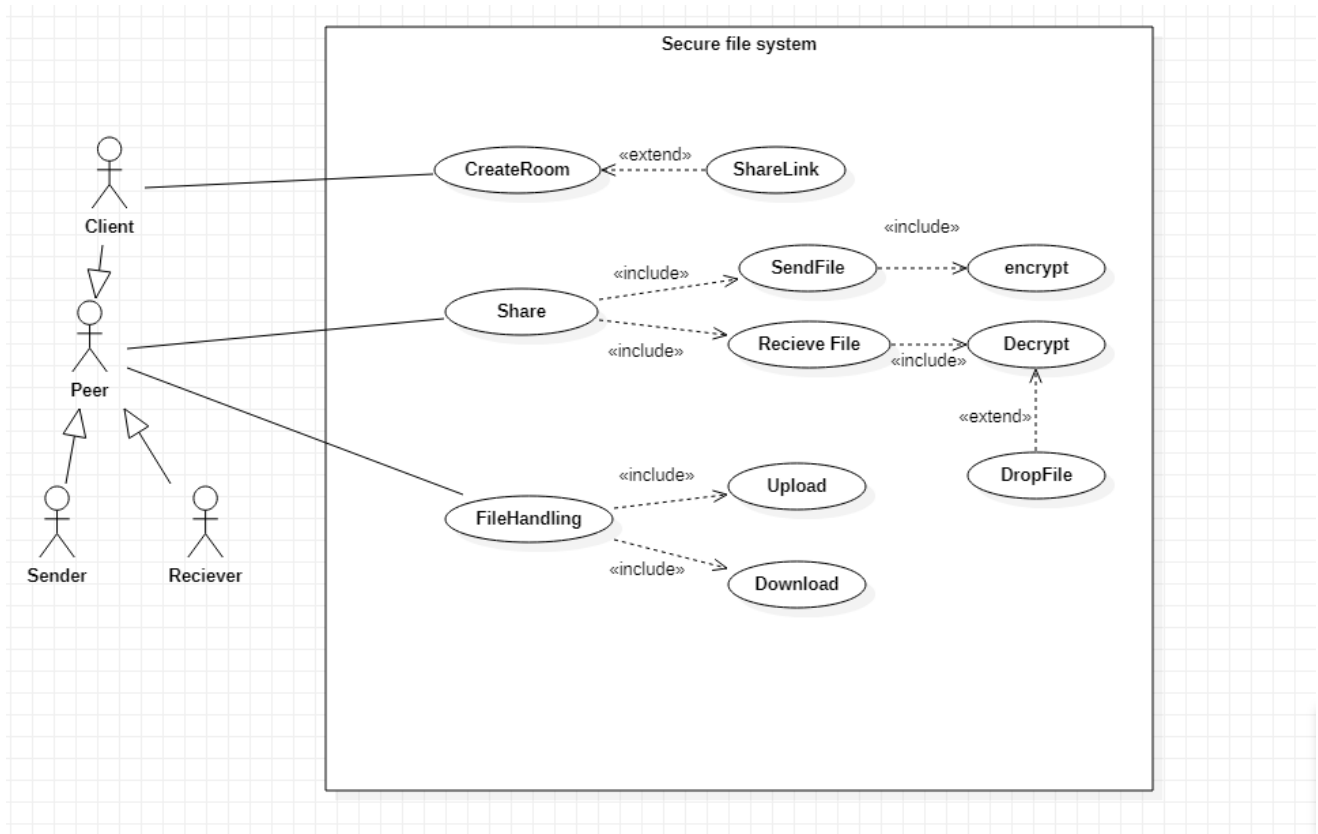 Secure file system
Client
CreateRoom
«extend»
ShareLink
Peer
Share
«include»
SendFile
«include»
encrypt
«include»
Recieve File
«include»
Decrypt
«extend»
DropFile
Sender
Reciever
FileHandling
«include»
Upload
«include»
Download